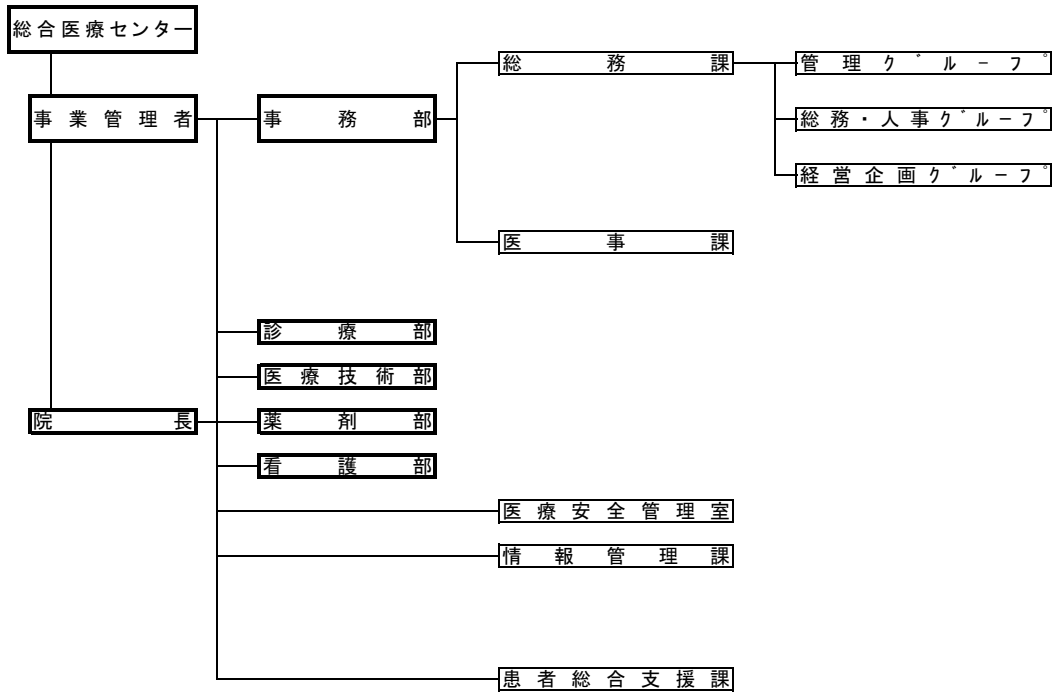 総合医療センター
総務課
管理ｸﾞﾙｰﾌﾟ
事業管理者
事務部
総務・人事ｸﾞﾙｰﾌﾟ
経営企画ｸﾞﾙｰﾌﾟ
医事課
診療部
医療技術部
院長
薬剤部
看護部
医療安全管理室
情報管理課
患者総合支援課